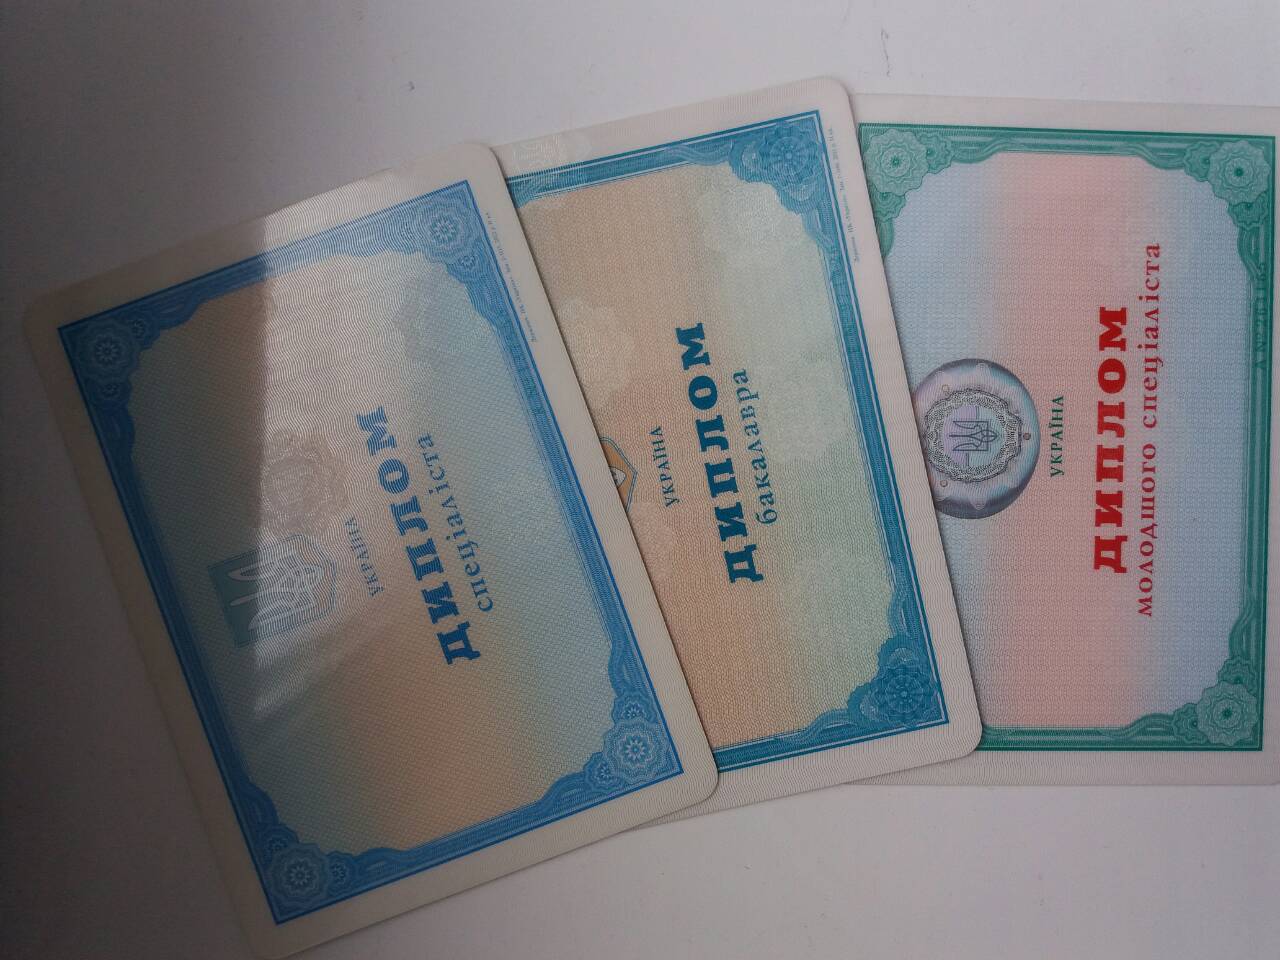 УКРАЇНА
ДИПЛОМ
спеціаліста
УКРАЇНА
ДИПЛОМ
бакалавра
УКРАЇНА
ДИПЛОМ
молодшого спеціаліста